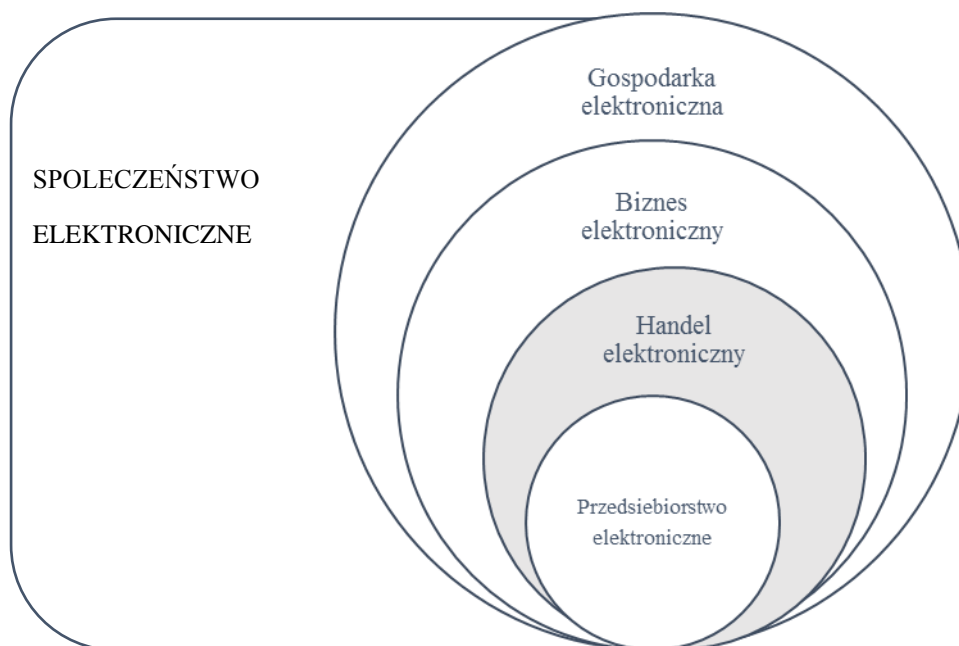 SPOLECZEŃSTWO
ELEKTRONICZNE
Gospodarka
elektroniczna
Biznes
elektroniczny
Handel
elektroniczny
Przedsiebiorstwo
elektroniczne